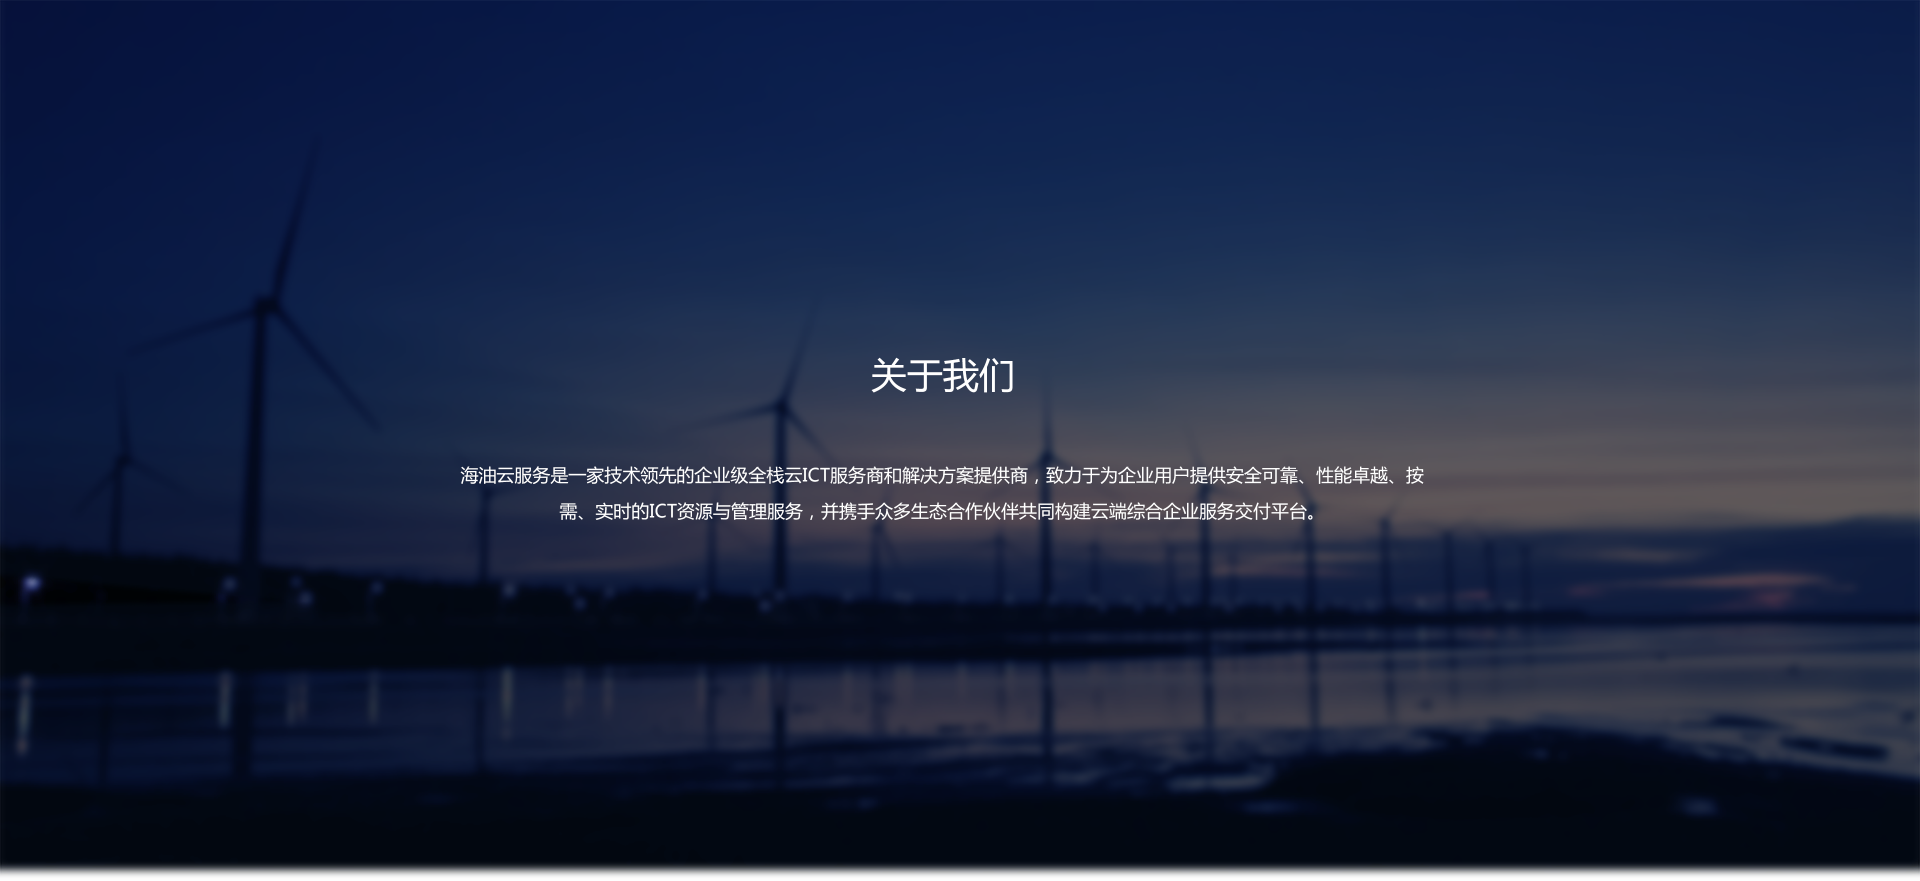 关于我们
海油云服务是一家技术领先的企业级全栈云ICT服务商和解决方案提供商，致力于为企业用户提供安全可靠、性能卓越、按
需、实时的ICT资源与管理服务，并携手众多生态合作伙伴共同构建云端综合企业服务交付平台。